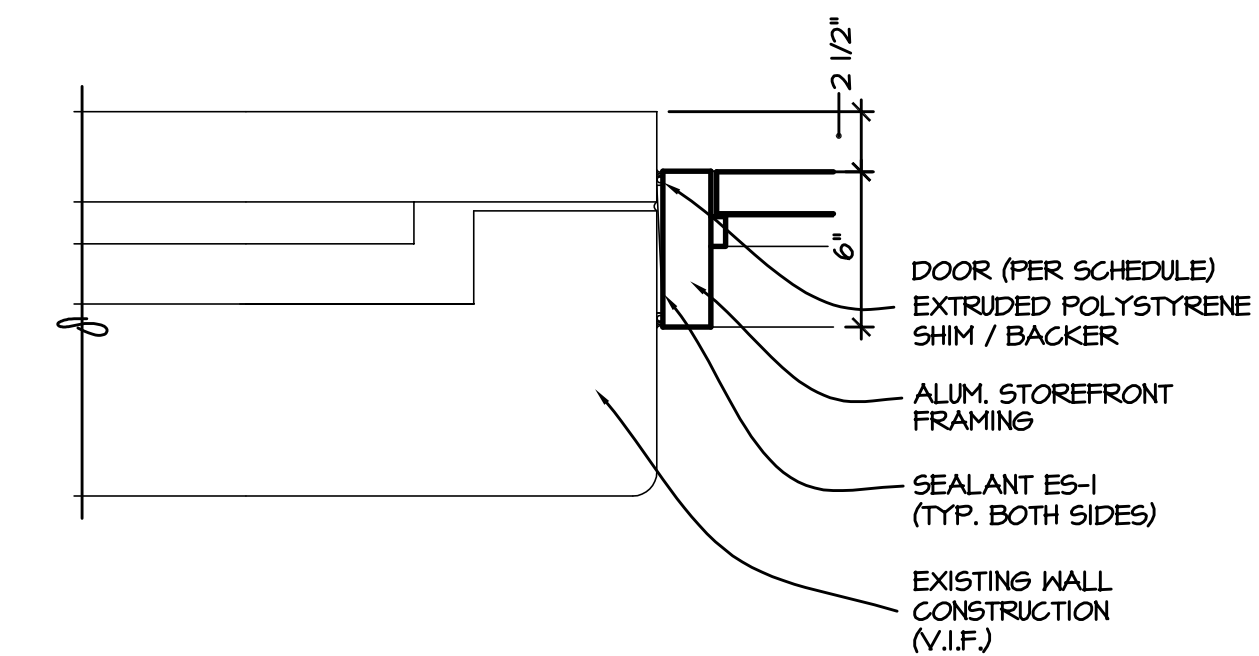 2 1/2"
6"
DOOR (PER SCHEDULE)
EXTRUDED POLYSTYRENE
SHIM / BACKER
ALUM. STOREFRONT
FRAMING
SEALANT ES-1
(TYP. BOTH SIDES)
EXISTING WALL
CONSTRUCTION
(V.I.F.)